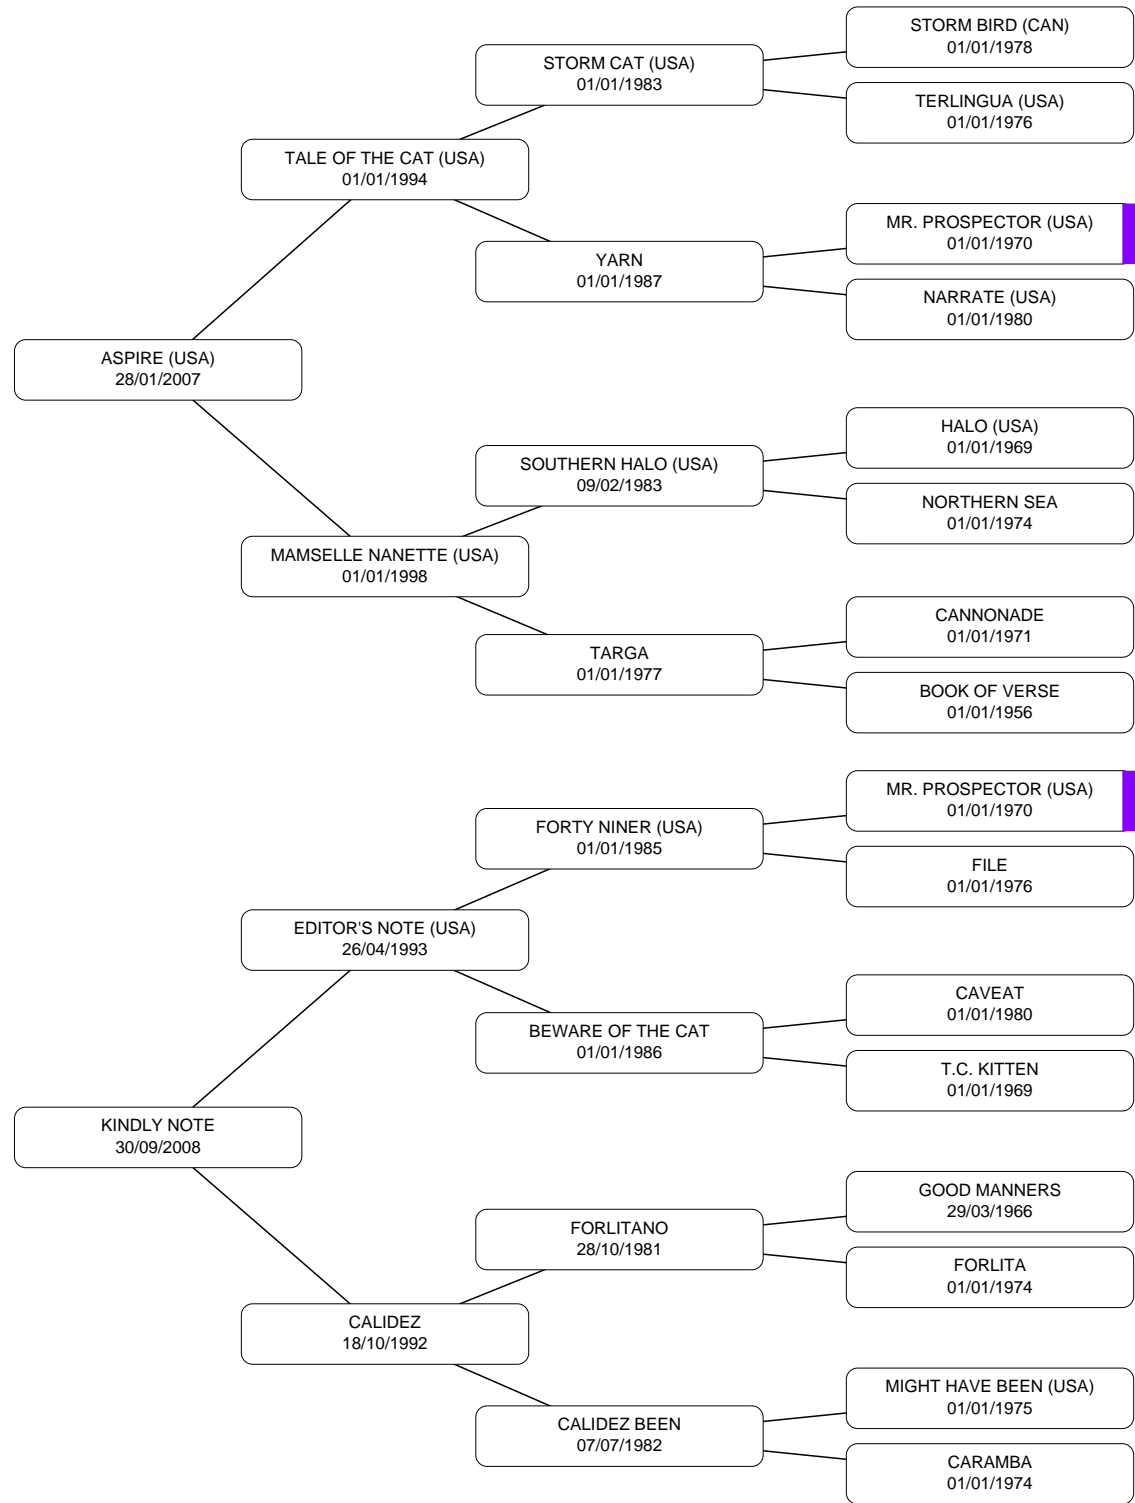 STORM BIRD (CAN)
01/01/1978
STORM CAT (USA)
01/01/1983
TERLINGUA (USA)
01/01/1976
TALE OF THE CAT (USA)
01/01/1994
MR. PROSPECTOR (USA)
01/01/1970
YARN
01/01/1987
NARRATE (USA)
01/01/1980
ASPIRE (USA)
28/01/2007
HALO (USA)
01/01/1969
SOUTHERN HALO (USA)
09/02/1983
NORTHERN SEA
01/01/1974
MAMSELLE NANETTE (USA)
01/01/1998
CANNONADE
01/01/1971
TARGA
01/01/1977
BOOK OF VERSE
01/01/1956
MR. PROSPECTOR (USA)
01/01/1970
FORTY NINER (USA)
01/01/1985
FILE
01/01/1976
EDITOR'S NOTE (USA)
26/04/1993
CAVEAT
01/01/1980
BEWARE OF THE CAT
01/01/1986
T.C. KITTEN
01/01/1969
KINDLY NOTE
30/09/2008
GOOD MANNERS
29/03/1966
FORLITANO
28/10/1981
FORLITA
01/01/1974
CALIDEZ
18/10/1992
MIGHT HAVE BEEN (USA)
01/01/1975
CALIDEZ BEEN
07/07/1982
CARAMBA
01/01/1974